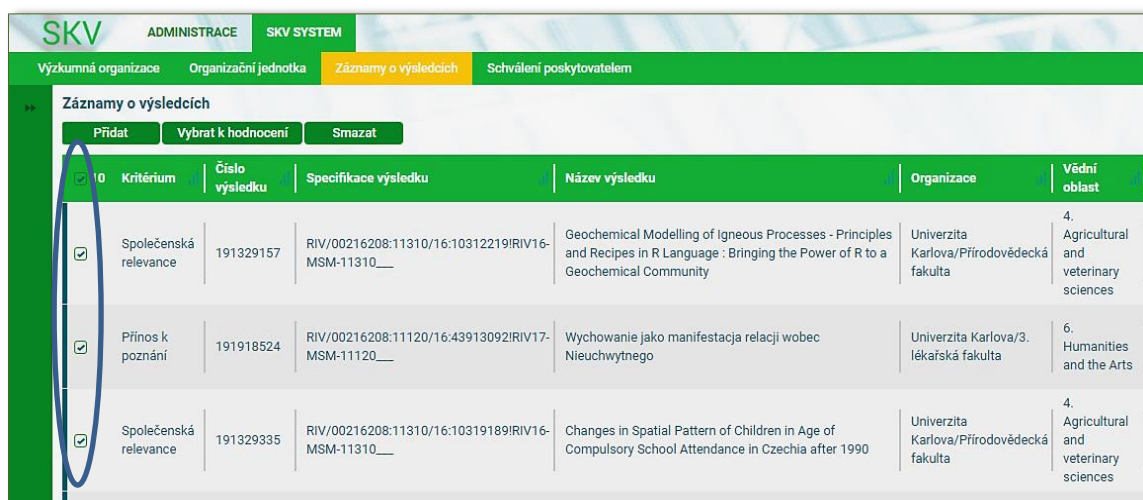 SKV ADMINISTRACE SKV SYSTEM
Výzkumná organizace Organizační jednotka Záznamy o výsledcích Schválení poskytovatelem
Záznamy o výsledcích
Přidat Vybrat k hodnocení Smazat
10 Kritérium Číslo výsledku Specifikace výsledku Název výsledku Organizace Vědní oblast
Společenská
relevance
191329157
RIV/00216208:11310/16:10312219!RIV16-
MSM-11310___
Geochemical Modelling of Igneous Processes - Principles
and Recipes in R Language : Bringing the Power of R to a
Geochemical Community
Univerzita
Karlova/Přírodovědecká
fakulta
4.
Agricultural
and
veterinary
sciences
Přínos k
poznání
191918524
RIV/00216208:11120/16:43913092!RIV17-
MSM-11120___
Wychowanie jako manifestacja relacji wobec
Nieuchwytnego
Univerzita Karlova/3.
lékařská fakulta
6.
Humanities
and the Arts
Společenská
relevance
191329335
RIV/00216208:11310/16:10319189!RIV16-
MSM-11310___
Changes in Spatial Pattern of Children in Age of
Compulsory School Attendance in Czechia after 1990
Univerzita
Karlova/Přírodovědecká
fakulta
4.
Agricultural
and
veterinary
sciences